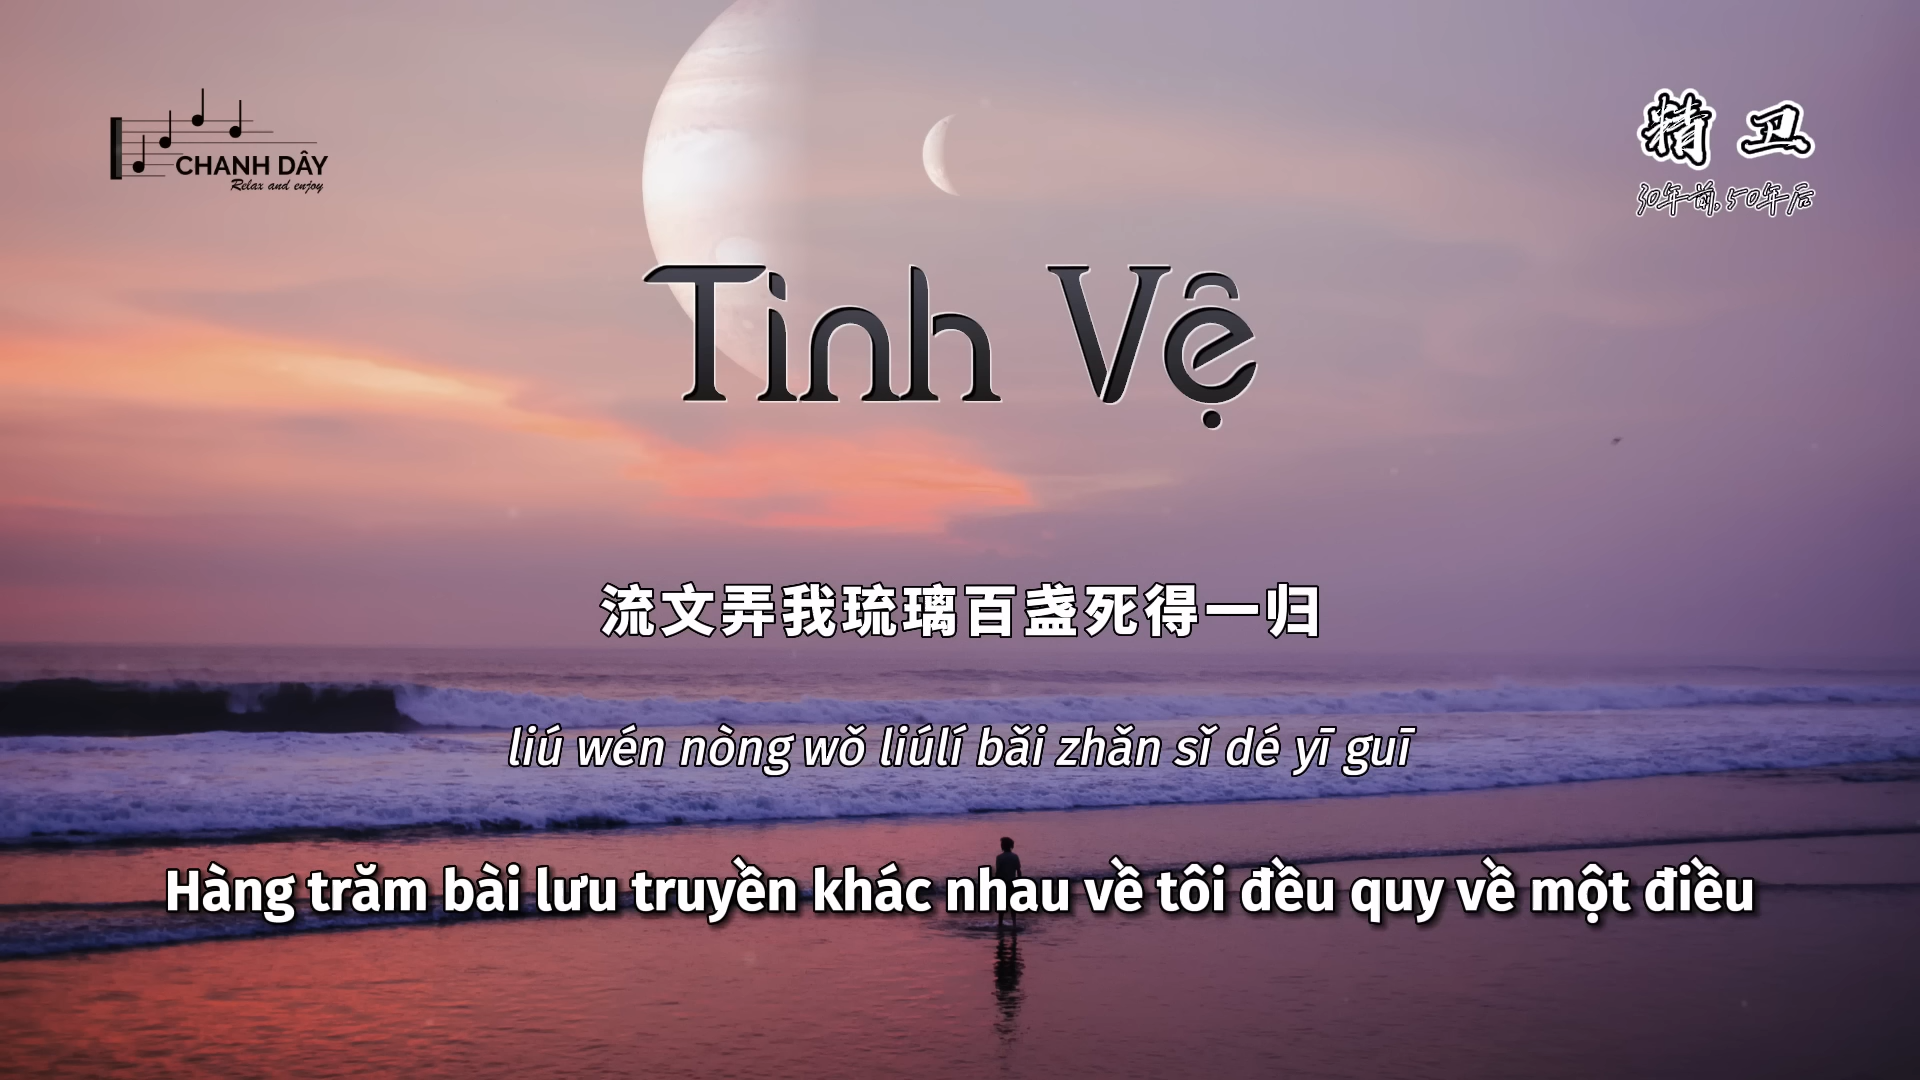 CHANH DÂY
Relax and enjoy
精卫
30年前,50年后
Tinh Vệ
流文弄我琉璃百盏死得一归
liú wén nòng wǒ liúlí bǎi zhǎn sǐ dé yī guī
Hàng trăm bài lưu truyền khác nhau về tôi đều quy về một điều